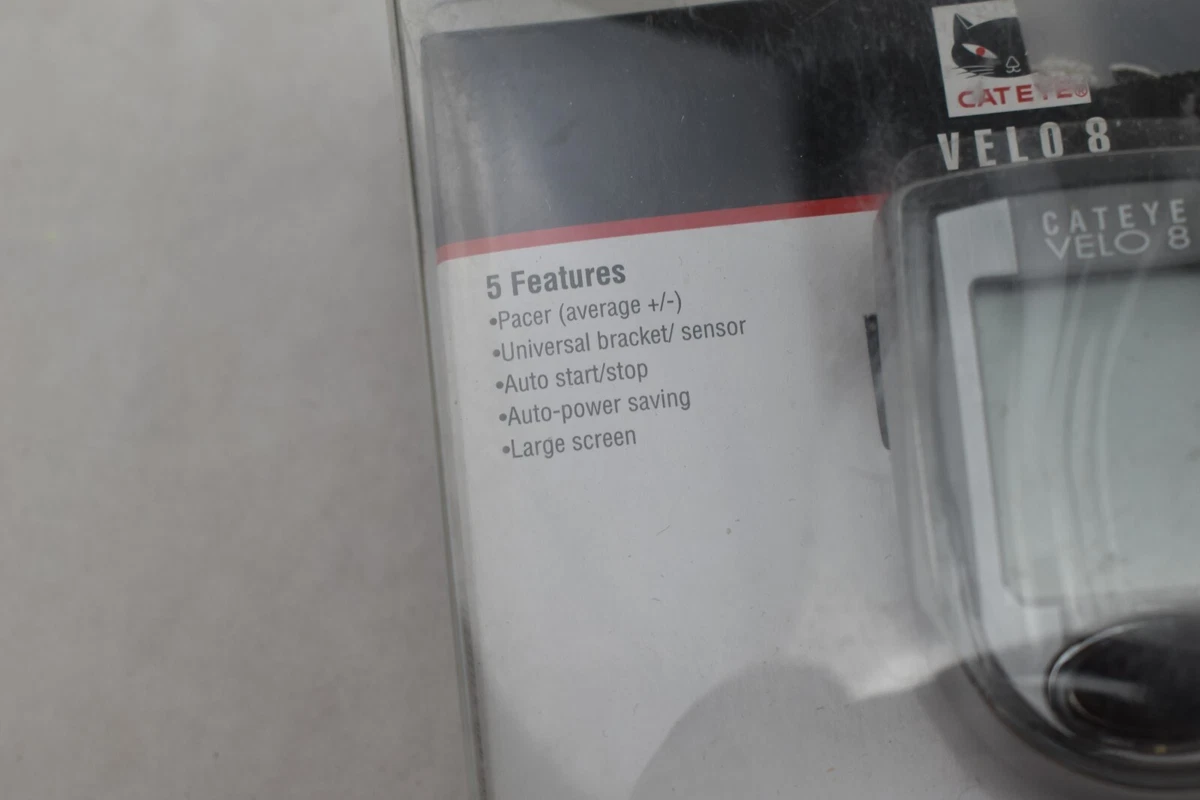 CATEYE®
VELO 8
CATEYE
VELO 8
5 Features
•Pacer (average +/-)
•Universal bracket/ sensor
•Auto start/stop
•Auto-power saving
•Large screen